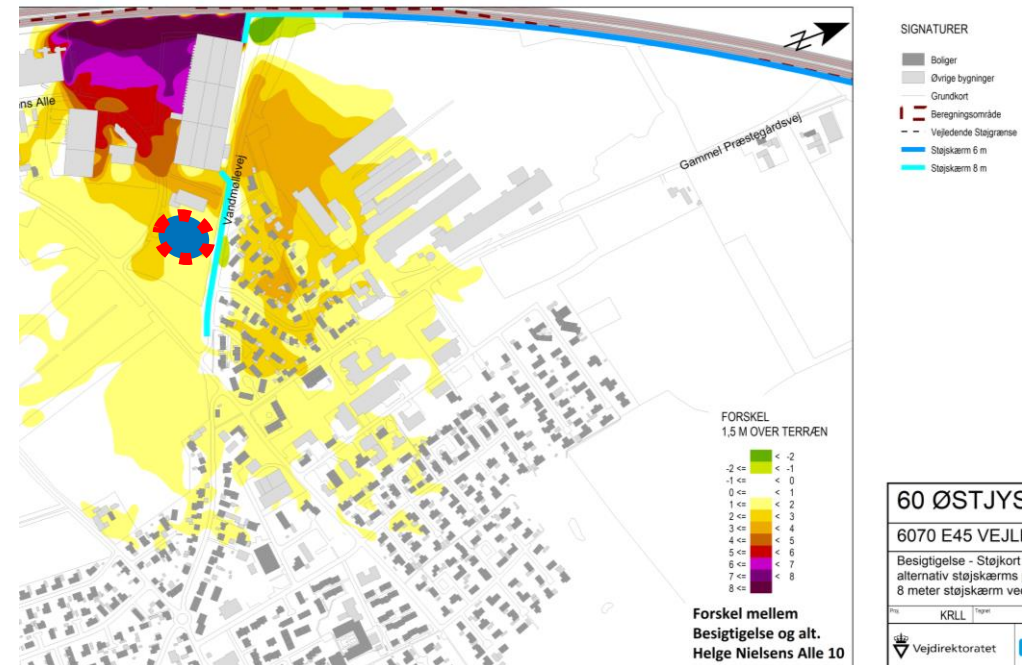 SIGNATURER
Boliger
Øvrige bygninger
Grundkort
Beregningsområde
Vejledende Støjgrænse
Støjskærm 6 m
Støjskærm 8 m
N
ns Alle
Vandmøllevej
Gammel Præstegårdsvej
FORSKEL
1,5 M OVER TERRÆN
< -2
-2 <= < -1
-1 <= < 0
0 <= < 1
1 <= < 2
2 <= < 3
3 <= < 4
4 <= < 5
5 <= < 6
6 <= < 7
7 <= < 8
8 <=
Forskel mellem
Besigtigelse og alt.
Helge Nielsens Alle 10
60 ØSTJYS
6070 E45 VEJL
Besigtigelse - Støjkort
alternativ støjskærms
8 meter støjskærm ved
KRLL Tegnet
Vejdirektoratet